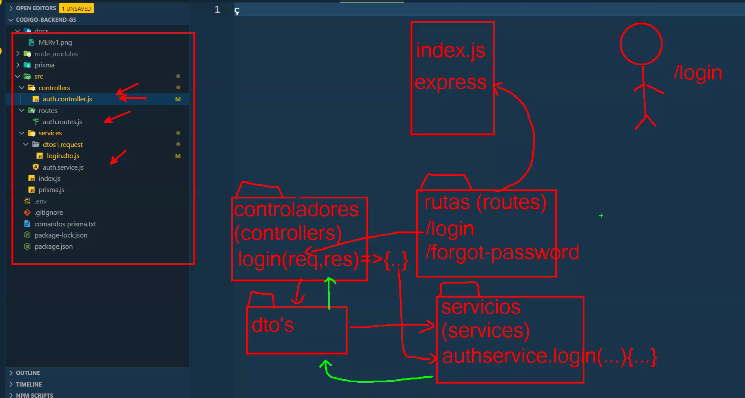 OPEN EDITORS 1 UNSAVED
CODIGO-BACKEND-G5
docs
MERv1.png
node_modules
prisma
src
controllers
auth.controller.js M
routes
auth.routes.js
services
dtos\request
login.dto.js M
auth.service.js
index.js
prisma.js
.env
.gitignore
comandos prisma.txt
package-lock.json
package.json
OUTLINE
TIMELINE
NPM SCRIPTS
1 ç
index.js
express
/login
rutas (routes)
/login
/forgot-password
controladores
(controllers)
login(req,res)=>{..}
dto's
servicios
(services)
authservice.login(...){...}